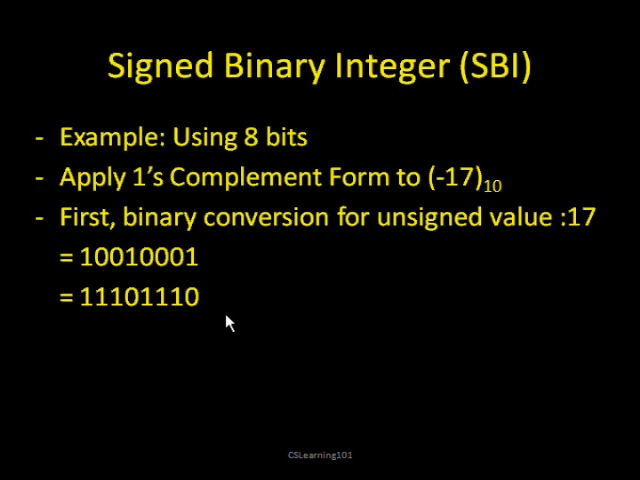 Signed Binary Integer (SBI)
- Example: Using 8 bits
- Apply 1's Complement Form to (-17)10
- First, binary conversion for unsigned value :17
= 10010001
= 11101110
CSLearning101